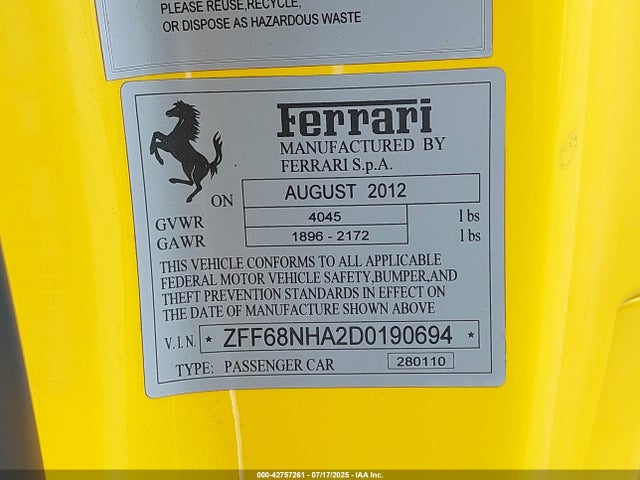 PLEASE REUSE,RECYCLE,
OR DISPOSE AS HAZARDOUS WASTE
Ferrari
MANUFACTURED BY
FERRARI S.p.A.
ON AUGUST 2012
GVWR 4045 lbs
GAWR 1896 - 2172 lbs
THIS VEHICLE CONFORMS TO ALL APPLICABLE
FEDERAL MOTOR VEHICLE SAFETY,BUMPER,AND
THEFT PREVENTION STANDARDS IN EFFECT ON
THE DATE OF MANUFACTURE SHOWN ABOVE
V.I.N. * ZFF68NHA2D0190694 *
TYPE: PASSENGER CAR 280110
000-42757261 - 07/17/2025 - IAA Inc.